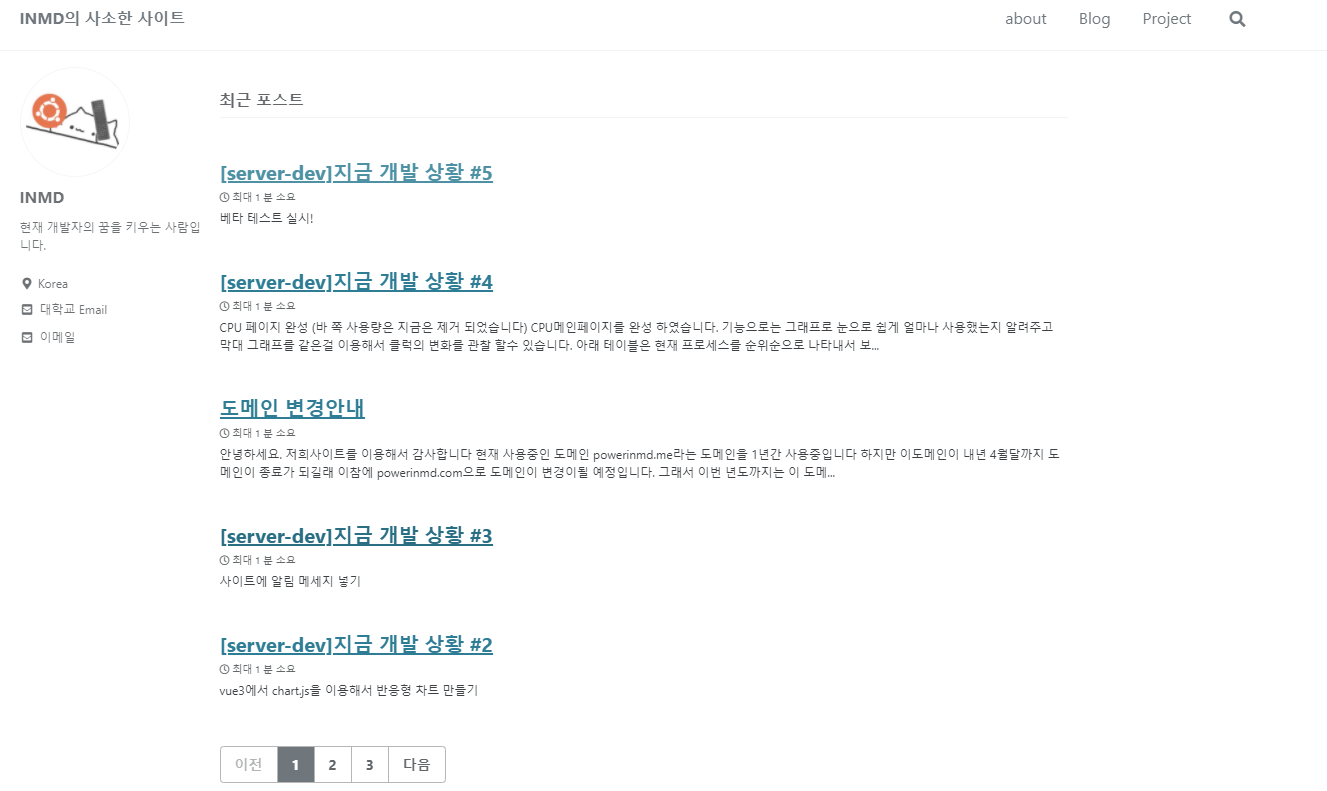 INMD의 사소한 사이트
about Blog Project
INMD
현재 개발자의 꿈을 키우는 사람입
니다.
Korea
대학교 Email
이메일
최근 포스트
[server-dev]지금 개발 상황 #5
최대 1 분 소요
베타 테스트 실시!
[server-dev]지금 개발 상황 #4
최대 1 분 소요
CPU 페이지 완성 (바 쪽 사용량은 지금은 제거 되었습니다) CPU메인페이지를 완성 하였습니다. 기능으로는 그래프로 눈으로 쉽게 얼마나 사용했는지 알려주고
막대 그래프를 같은걸 이용해서 클럭의 변화를 관찰 할수 있습니다. 아래 테이블은 현재 프로세스를 순위순으로 나타내서 보...
도메인 변경안내
최대 1 분 소요
안녕하세요. 저희사이트를 이용해서 감사합니다 현재 사용중인 도메인 powerinmd.me라는 도메인을 1년간 사용중입니다 하지만 이도메인이 내년 4월달까지 도
메인이 종료가 되길래 이참에 powerinmd.com으로 도메인이 변경이될 예정입니다. 그래서 이번 년도까지는 이 도메...
[server-dev]지금 개발 상황 #3
최대 1 분 소요
사이트에 알림 메세지 넣기
[server-dev]지금 개발 상황 #2
최대 1 분 소요
vue3에서 chart.js을 이용해서 반응형 차트 만들기
이전 1 2 3 다음